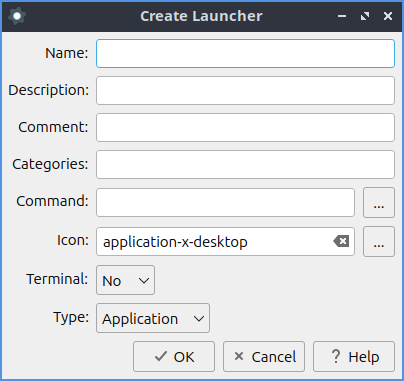 Create Launcher
Name:
Description:
Comment:
Categories:
Command: ...
Icon: application-x-desktop ...
Terminal: No
Type: Application
OK Cancel Help